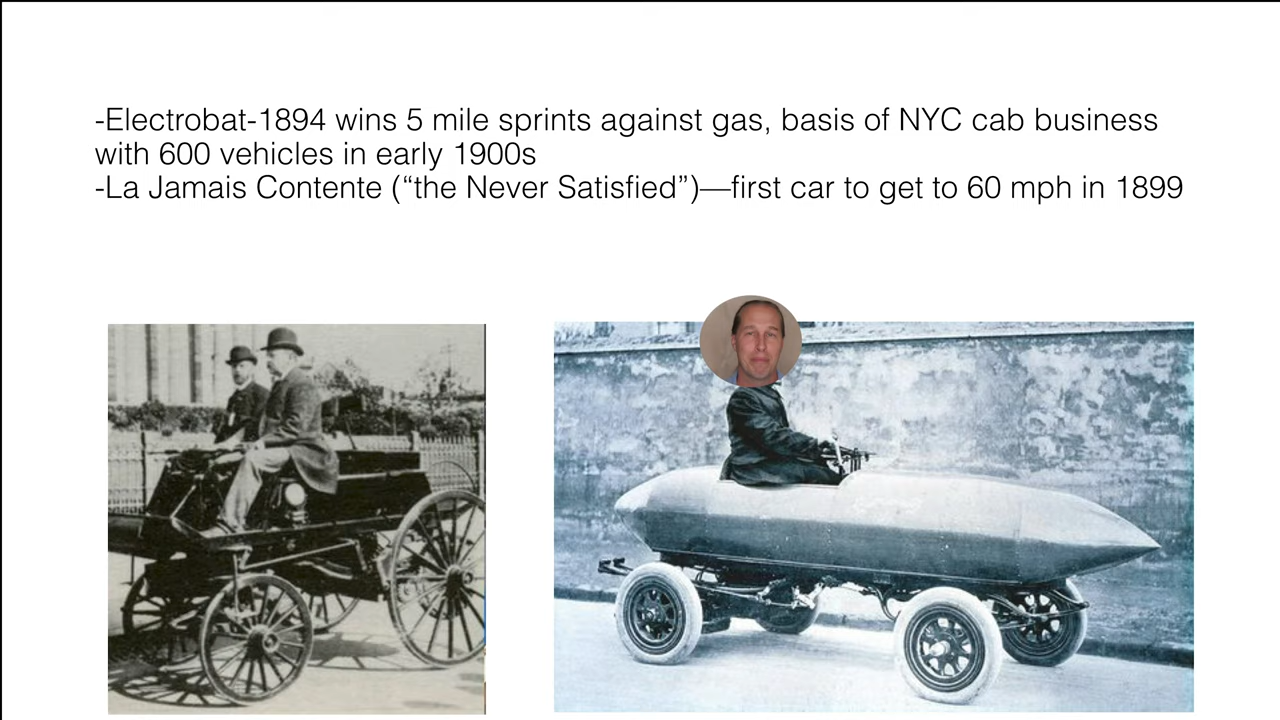 -Electrobat-1894 wins 5 mile sprints against gas, basis of NYC cab business
with 600 vehicles in early 1900s
-La Jamais Contente (“the Never Satisfied”)—first car to get to 60 mph in 1899